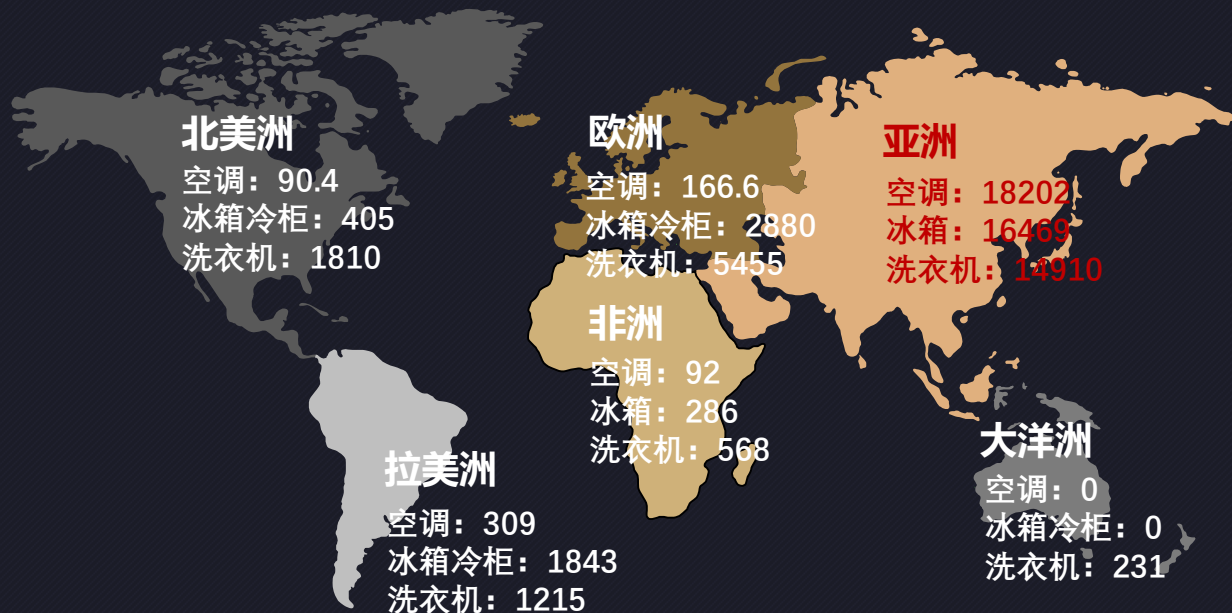 北美洲
空调：90.4
冰箱冷柜：405
洗衣机：1810
欧洲
空调：166.6
冰箱冷柜：2880
洗衣机：5455
亚洲
空调：18202
冰箱：16469
洗衣机：14910
非洲
空调：92
冰箱：286
洗衣机：568
拉美洲
空调：309
冰箱冷柜：1843
洗衣机：1215
大洋洲
空调：0
冰箱冷柜：0
洗衣机：231